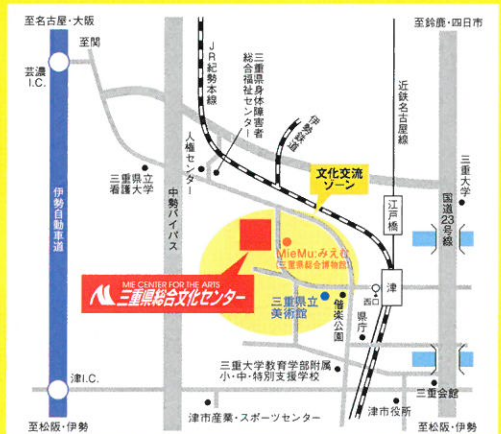 至名古屋・大阪
至関
芸濃
I.C.
JR紀勢本線
三重県身体障害者
総合福祉センター
人権センター
伊勢鉄道
至鈴鹿・四日市
近鉄名古屋線
三重大学
三重県立
看護大学
中勢バイパス
文化交流
ゾーン
江戸橋
国道23号線
伊勢自動車道
MieMu:みえむ
(三重県総合博物館)
MIE CENTER FOR THE ARTS
三重県総合文化センター
三重県立
美術館
偕楽公園
西口
津
県庁
三重大学教育学部附属
小・中・特別支援学校
三重会館
津I.C.
津市産業・スポーツセンター
津市役所
至松阪・伊勢
至松阪・伊勢